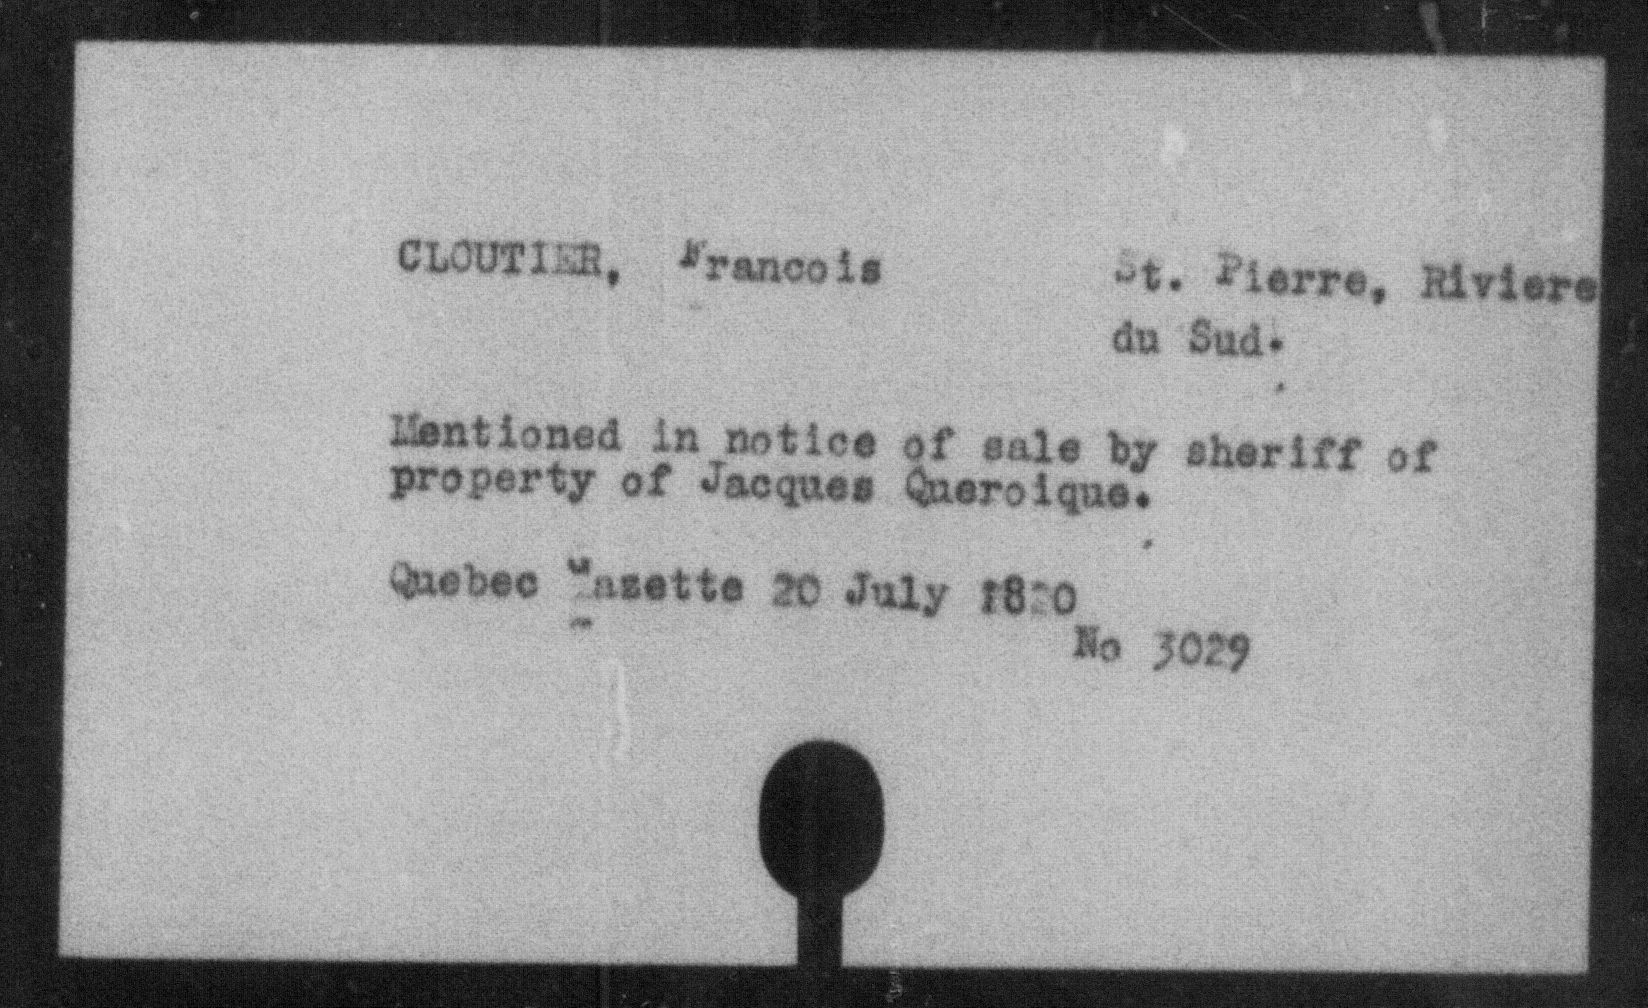 CLOUTIER, Francois St. Pierre, Riviere
du Sud.
Mentioned in notice of sale by sheriff of
property of Jacques Queroique.
Quebec Gazette 20 July 1820
No 3029